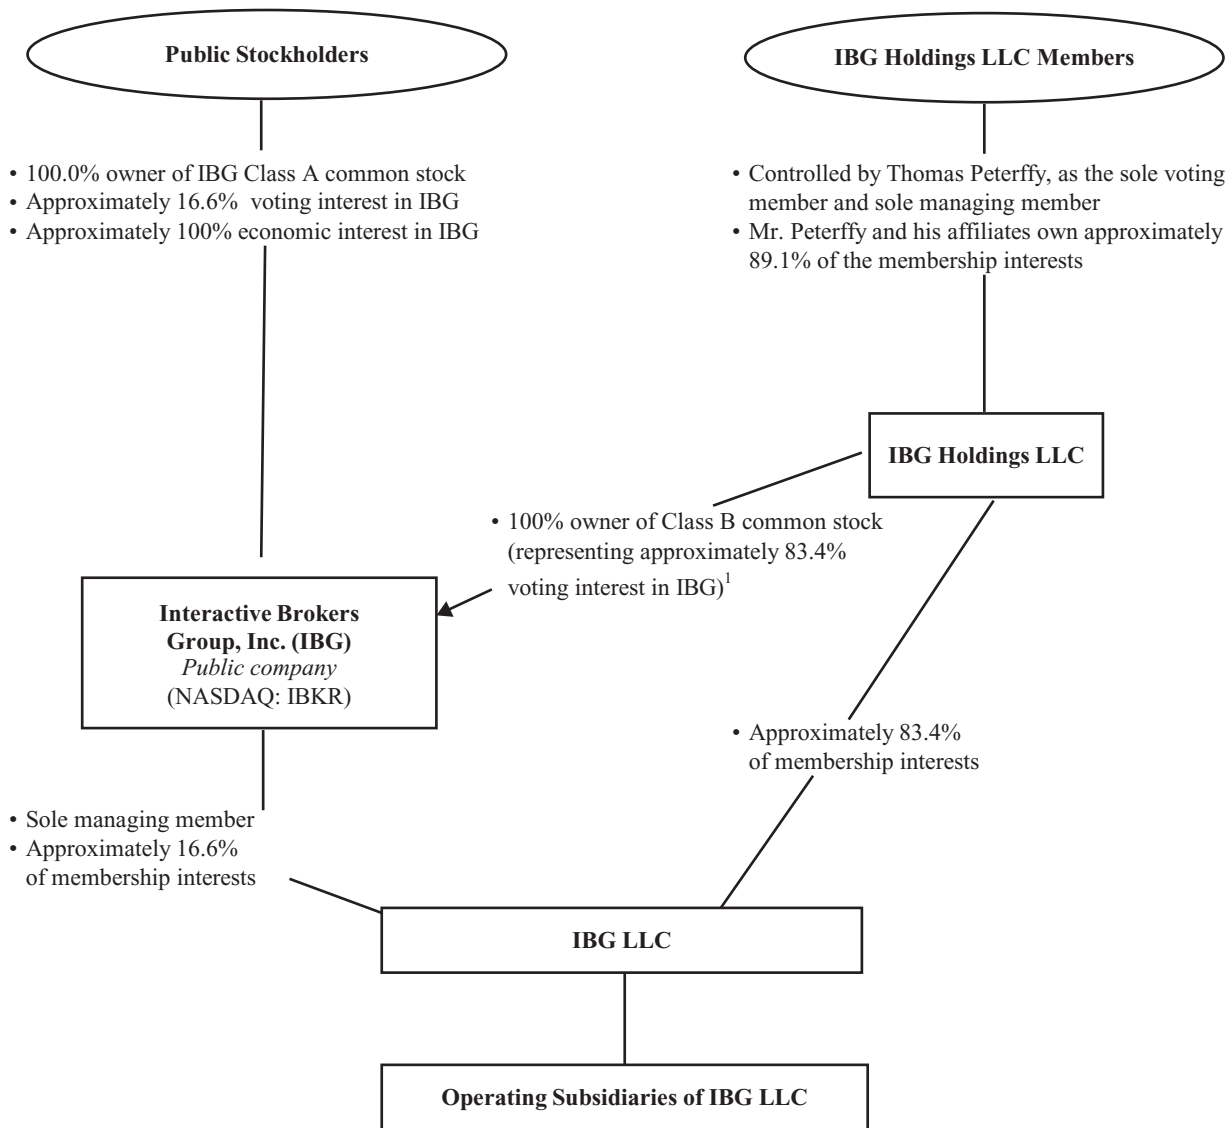 Public Stockholders
IBG Holdings LLC Members
• 100.0% owner of IBG Class A common stock
• Approximately 16.6% voting interest in IBG
• Approximately 100% economic interest in IBG
• Controlled by Thomas Peterffy, as the sole voting
member and sole managing member
• Mr. Peterffy and his affiliates own approximately
89.1% of the membership interests
IBG Holdings LLC
• 100% owner of Class B common stock
(representing approximately 83.4%
voting interest in IBG)1
Interactive Brokers
Group, Inc. (IBG)
Public company
(NASDAQ: IBKR)
• Approximately 83.4%
of membership interests
• Sole managing member
• Approximately 16.6%
of membership interests
IBG LLC
Operating Subsidiaries of IBG LLC